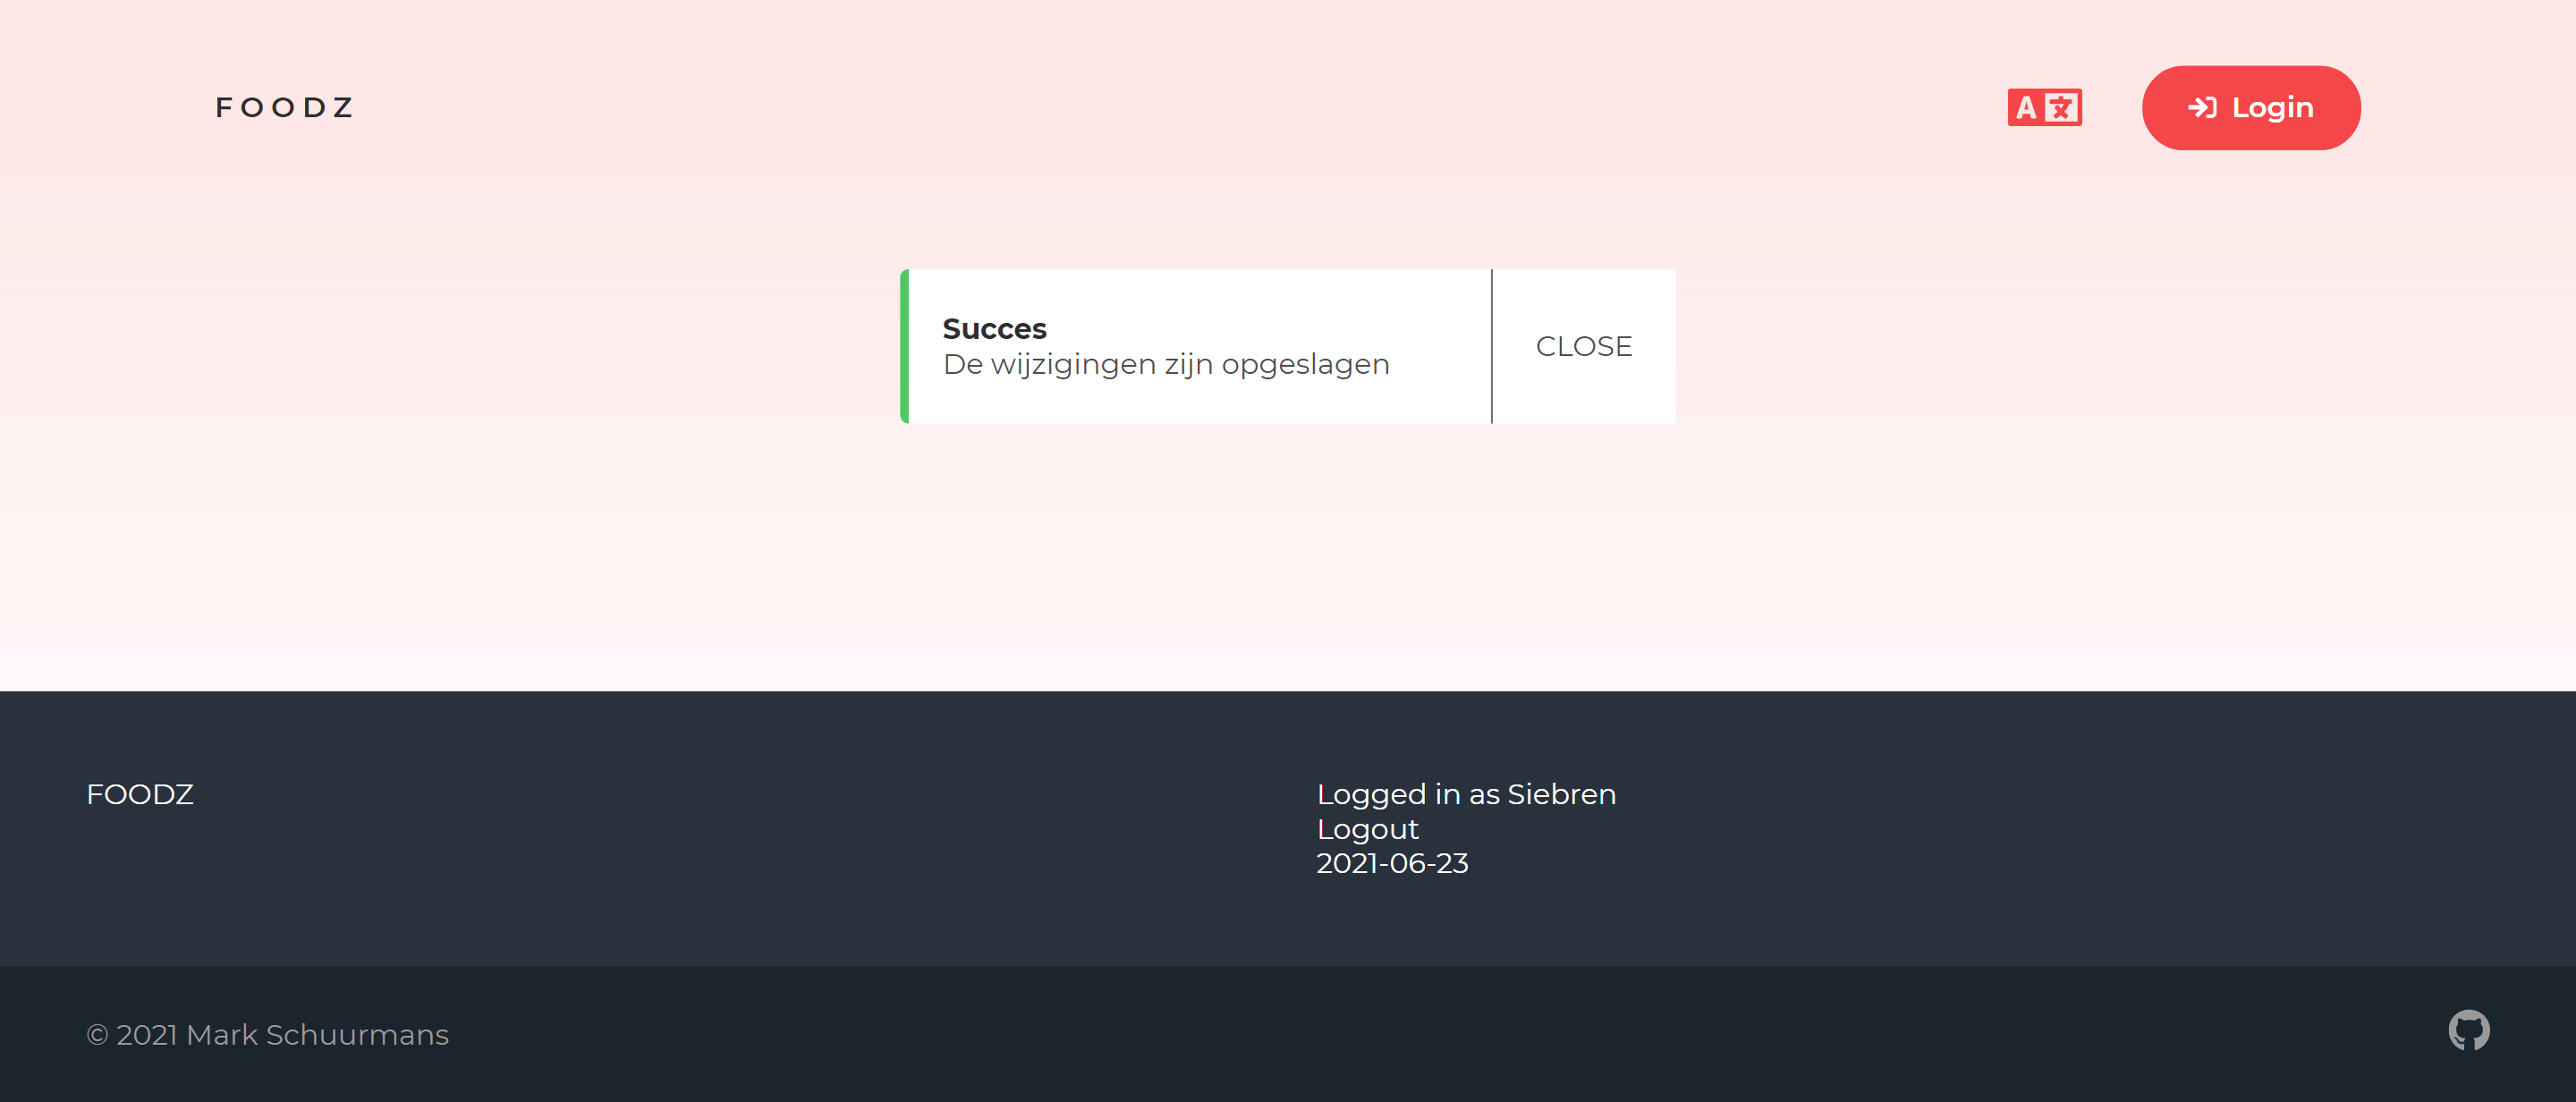 FOODZ
A 文
Login
Succes
De wijzigingen zijn opgeslagen
CLOSE
FOODZ
Logged in as Siebren
Logout
2021-06-23
© 2021 Mark Schuurmans